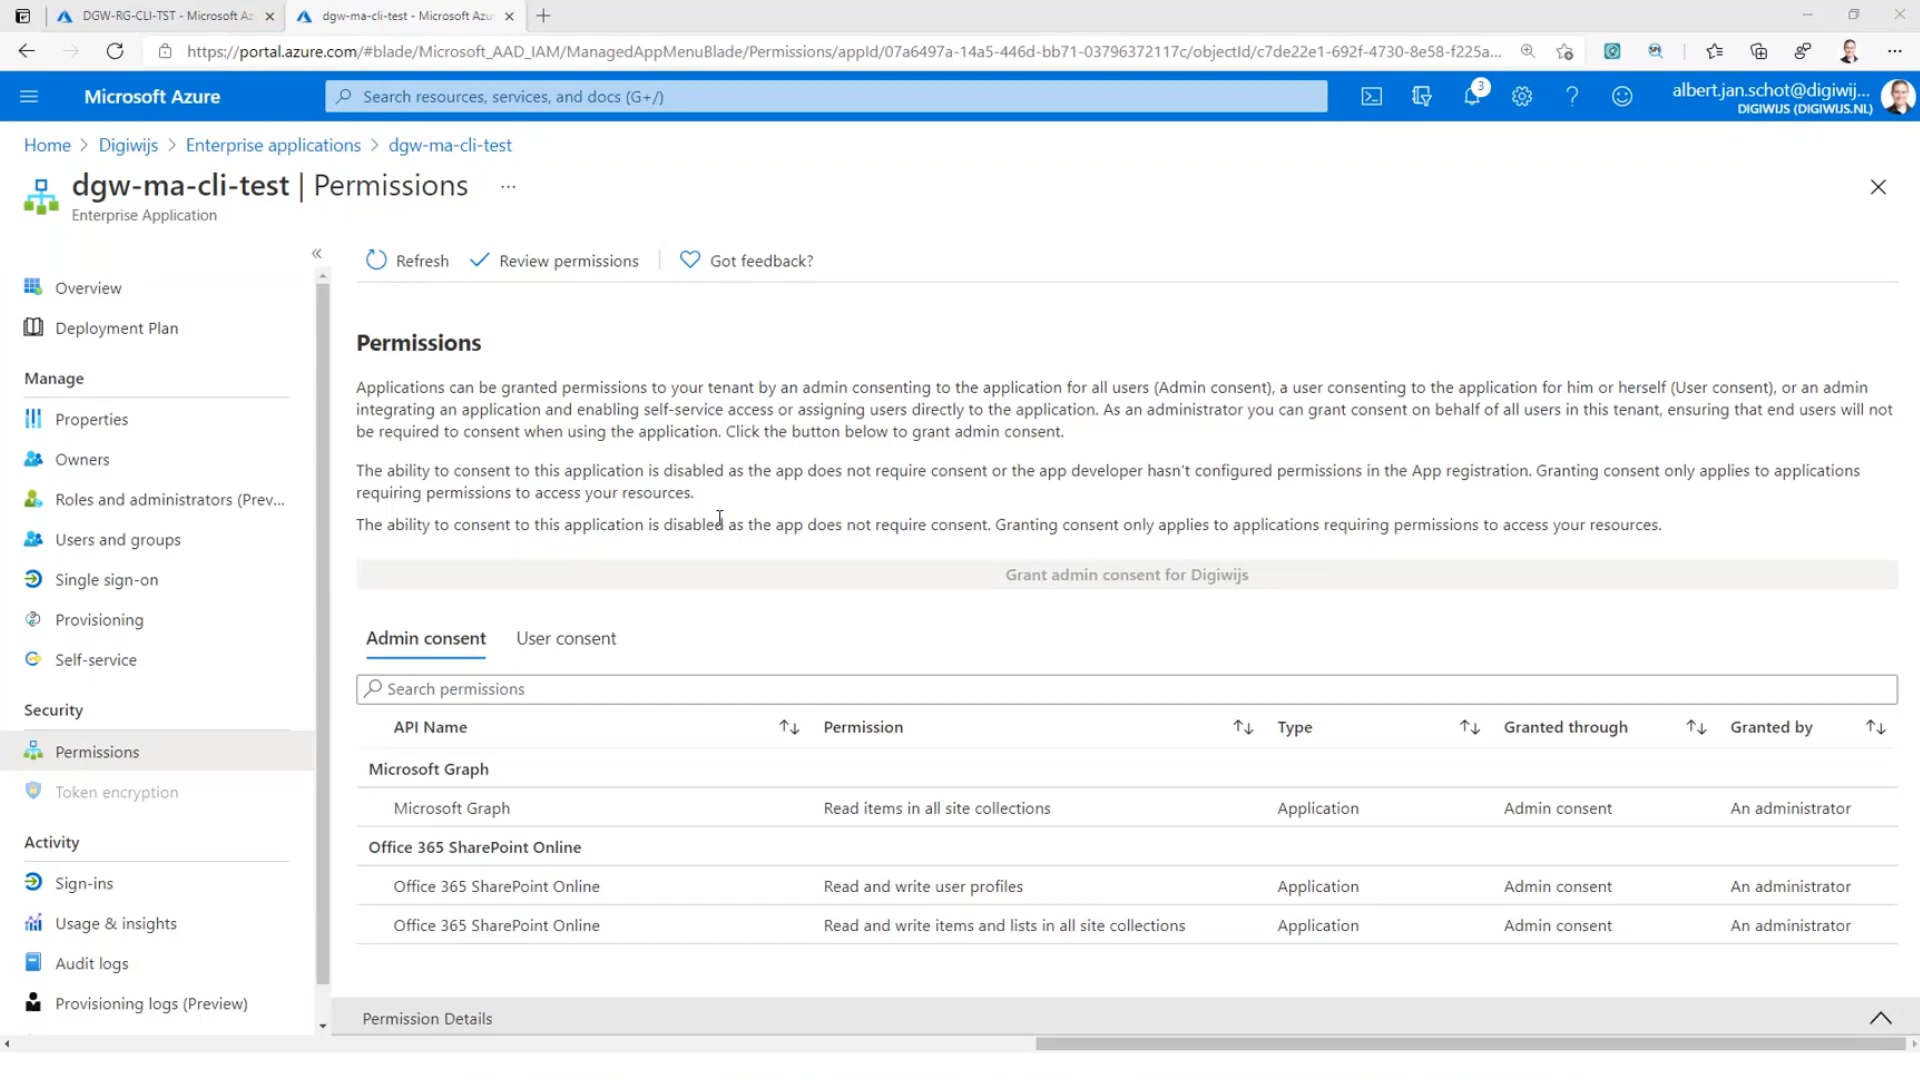 DGW-RG-CLI-TST - Microsoft Az
dgw-ma-cli-test - Microsoft Azu
https://portal.azure.com/#blade/Microsoft_AAD_IAM/ManagedAppMenuBlade/Permissions/appId/07a6497a-14a5-446d-bb71-03796372117c/objectId/c7de22e1-692f-4730-8e58-f225a...
Microsoft Azure
Search resources, services, and docs (G+/)
3
albert.jan.schot@digiwij...
DIGIWIJS (DIGIWIJS.NL)
Home > Digiwijs > Enterprise applications > dgw-ma-cli-test
dgw-ma-cli-test | Permissions ...
Enterprise Application
Refresh
Review permissions
Got feedback?
Overview
Deployment Plan
Manage
Properties
Owners
Roles and administrators (Prev...
Users and groups
Single sign-on
Provisioning
Self-service
Security
Permissions
Token encryption
Activity
Sign-ins
Usage & insights
Audit logs
Provisioning logs (Preview)
Permissions
Applications can be granted permissions to your tenant by an admin consenting to the application for all users (Admin consent), a user consenting to the application for him or herself (User consent), or an admin
integrating an application and enabling self-service access or assigning users directly to the application. As an administrator you can grant consent on behalf of all users in this tenant, ensuring that end users will not
be required to consent when using the application. Click the button below to grant admin consent.
The ability to consent to this application is disabled as the app does not require consent or the app developer hasn't configured permissions in the App registration. Granting consent only applies to applications
requiring permissions to access your resources.
The ability to consent to this application is disabled as the app does not require consent. Granting consent only applies to applications requiring permissions to access your resources.
Grant admin consent for Digiwijs
Admin consent
User consent
Search permissions
API Name Permission Type Granted through Granted by
Microsoft Graph
Microsoft Graph Read items in all site collections Application Admin consent An administrator
Office 365 SharePoint Online
Office 365 SharePoint Online Read and write user profiles Application Admin consent An administrator
Office 365 SharePoint Online Read and write items and lists in all site collections Application Admin consent An administrator
Permission Details